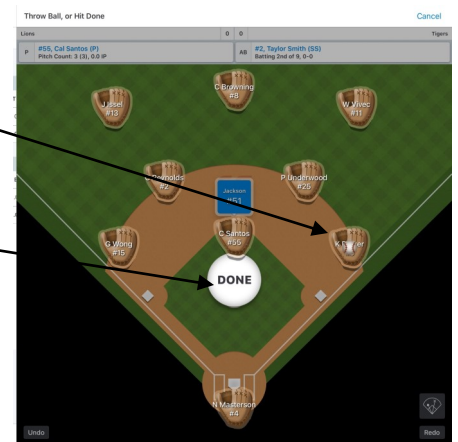 Throw Ball, or Hit Done
Cancel
Lions
0
0
Tigers
P
#55, Cal Santos (P)
Pitch Count: 3 (3), 0.0 IP
AB
#2, Taylor Smith (SS)
Batting 2nd of 9, 0-0
C Browning
#8
J Issel
#13
W Vivec
#11
Reynolds
#2
P Underwood
#25
Jackson
#51
C Santos
#55
G Wong
#15
DONE
N Masterson
#4
Undo
Redo